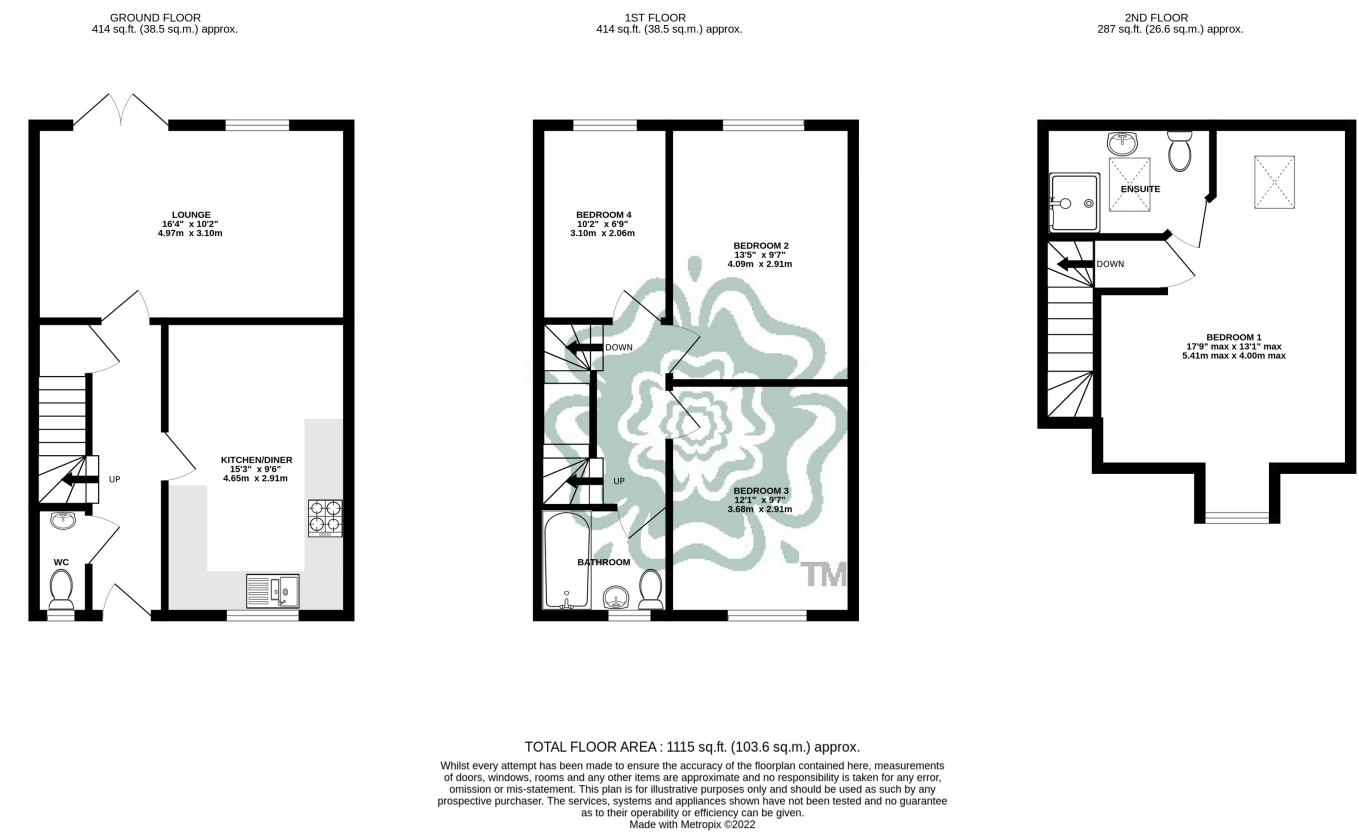 GROUND FLOOR
414 sq.ft. (38.5 sq.m.) approx.
1ST FLOOR
414 sq.ft. (38.5 sq.m.) approx.
2ND FLOOR
287 sq.ft. (26.6 sq.m.) approx.
LOUNGE
16'4" x 10'2"
4.97m x 3.10m
UP
KITCHEN/DINER
15'3" x 9'6"
4.65m x 2.91m
WC
BEDROOM 4
10'2" x 6'9"
3.10m x 2.06m
BEDROOM 2
13'5" x 9'7"
4.09m x 2.91m
DOWN
UP
BEDROOM 3
12'1" x 9'7"
3.68m x 2.91m
BATHROOM
TM
ENSUITE
DOWN
BEDROOM 1
17'9" max x 13'1" max
5.41m max x 4.00m max
TOTAL FLOOR AREA : 1115 sq.ft. (103.6 sq.m.) approx.
Whilst every attempt has been made to ensure the accuracy of the floorplan contained here, measurements
of doors, windows, rooms and any other items are approximate and no responsibility is taken for any error,
omission or mis-statement. This plan is for illustrative purposes only and should be used as such by any
prospective purchaser. The services, systems and appliances shown have not been tested and no guarantee
as to their operability or efficiency can be given.
Made with Metropix ©2022